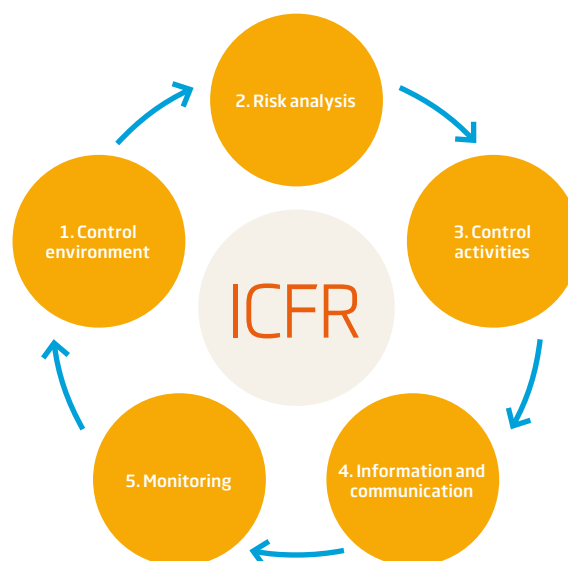 2. Risk analysis
1. Control
environment
3. Control
activities
ICFR
5. Monitoring
4. Information and
communication